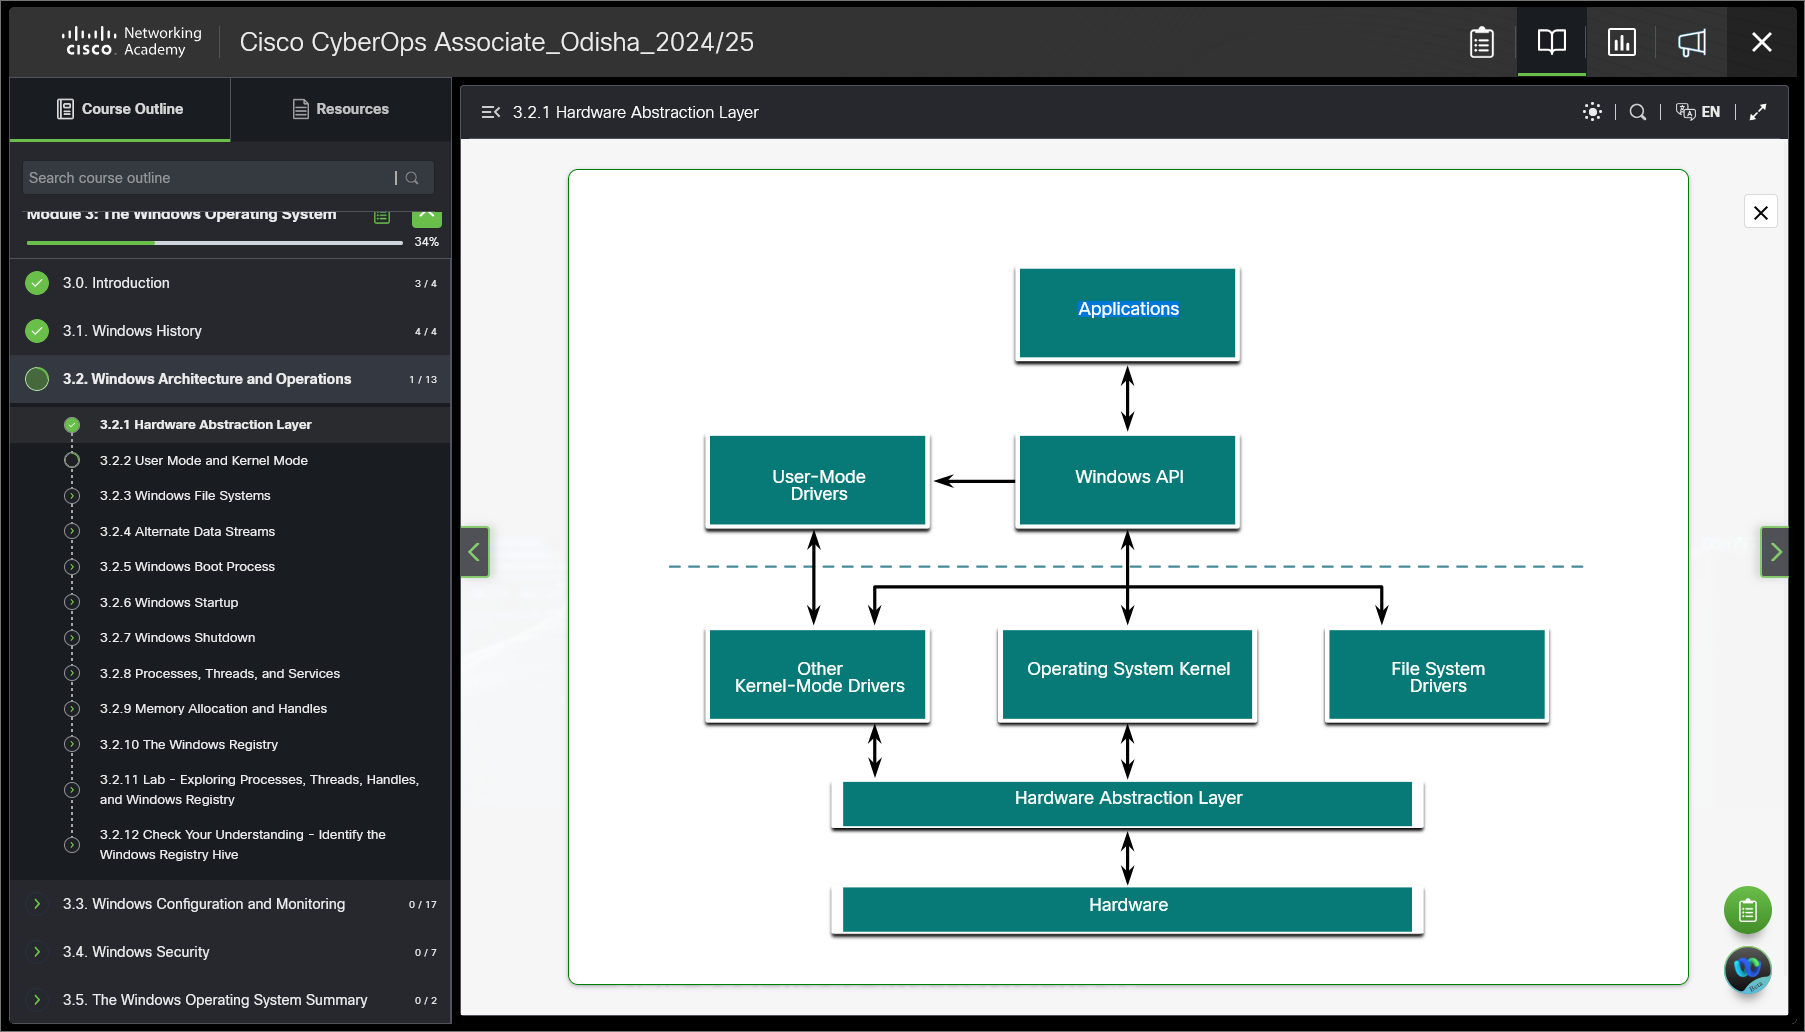 Networking
CISCO Academy
Cisco CyberOps Associate_Odisha_2024/25
Course Outline
Resources
Search course outline
Module 3: The Windows Operating System
34%
3.0. Introduction 3 / 4
3.1. Windows History 4 / 4
3.2. Windows Architecture and Operations 1 / 13
3.2.1 Hardware Abstraction Layer
3.2.2 User Mode and Kernel Mode
3.2.3 Windows File Systems
3.2.4 Alternate Data Streams
3.2.5 Windows Boot Process
3.2.6 Windows Startup
3.2.7 Windows Shutdown
3.2.8 Processes, Threads, and Services
3.2.9 Memory Allocation and Handles
3.2.10 The Windows Registry
3.2.11 Lab - Exploring Processes, Threads, Handles,
and Windows Registry
3.2.12 Check Your Understanding - Identify the
Windows Registry Hive
3.3. Windows Configuration and Monitoring 0 / 17
3.4. Windows Security 0 / 7
3.5. The Windows Operating System Summary 0 / 2
3.2.1 Hardware Abstraction Layer
EN
Applications
User-Mode
Drivers
Windows API
Other
Kernel-Mode Drivers
Operating System Kernel
File System
Drivers
Hardware Abstraction Layer
Hardware
Beta